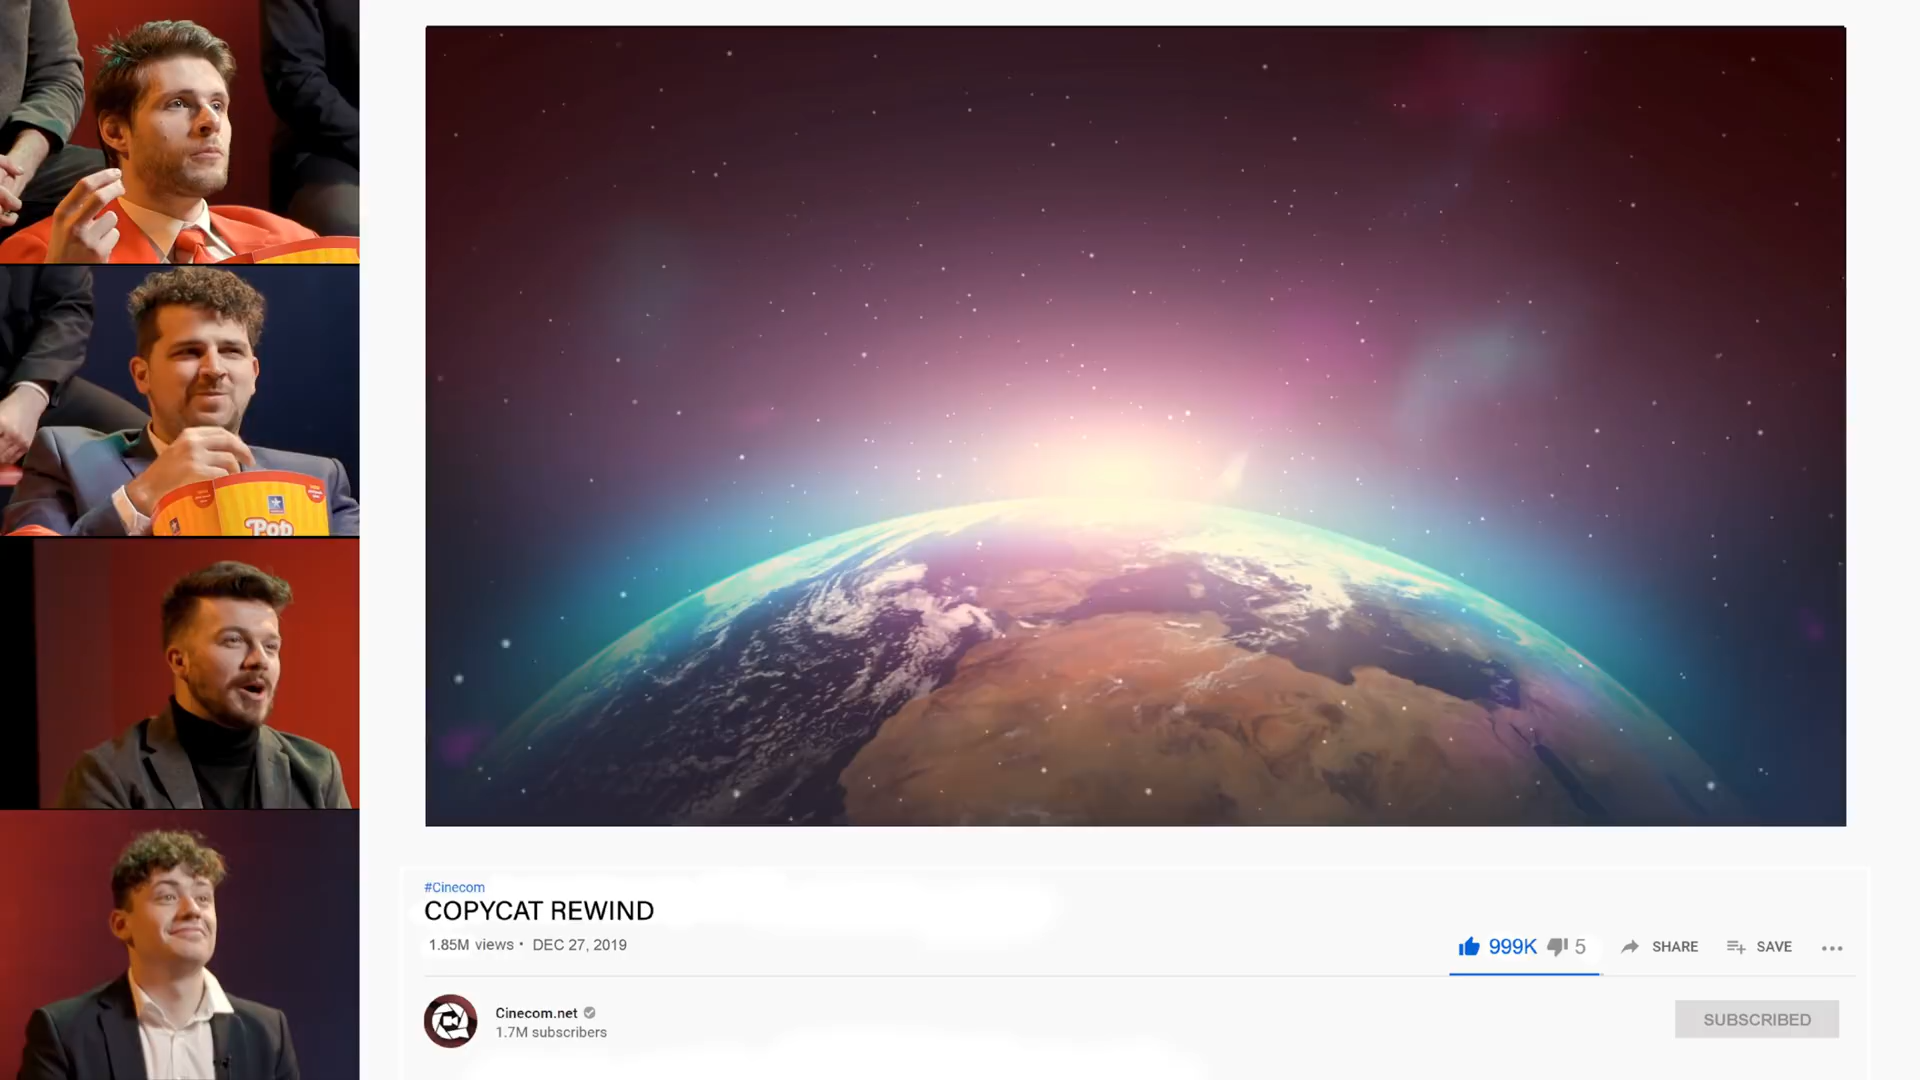 Pop
#Cinecom
COPYCAT REWIND
1.85M views • DEC 27, 2019
999K 5 SHARE SAVE
Cinecom.net
1.7M subscribers
SUBSCRIBED